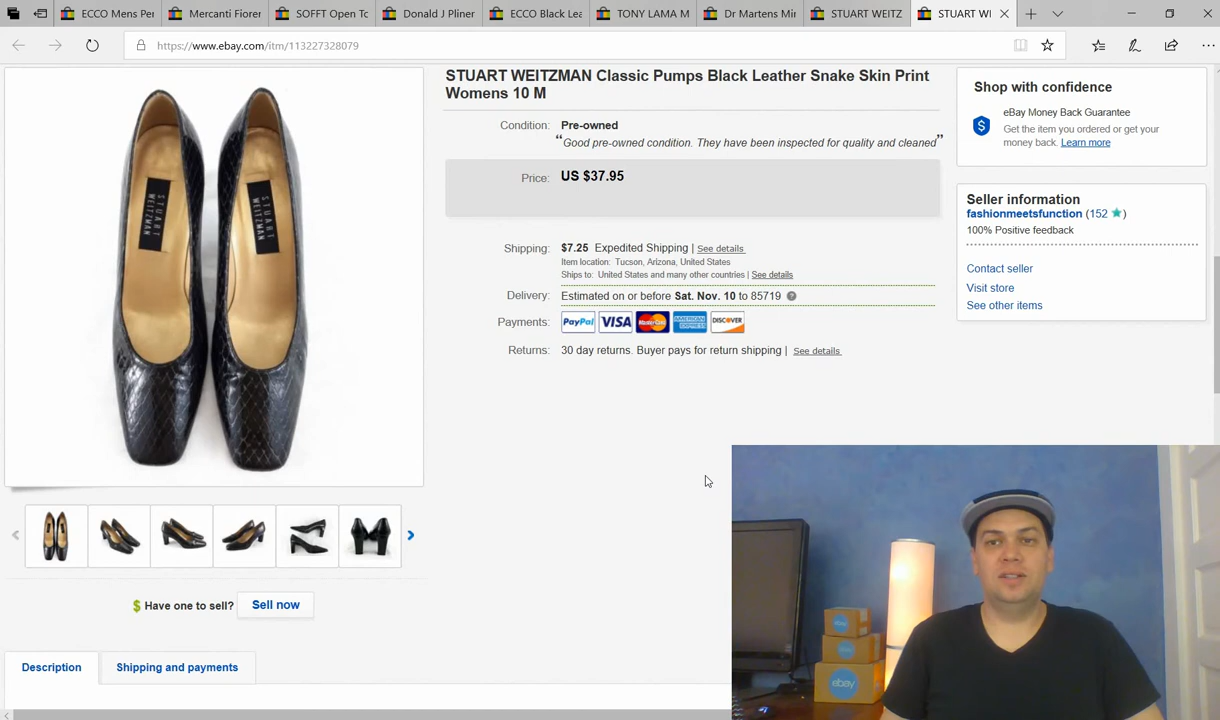 ECCO Mens Per
Mercanti Fiorer
SOFFT Open To
Donald J Pliner
ECCO Black Lea
TONY LAMA M
Dr Martens Mir
STUART WEITZ
STUART WI
https://www.ebay.com/itm/113227328079
STUART WEITZMAN Classic Pumps Black Leather Snake Skin Print
Womens 10 M
Condition: Pre-owned
“Good pre-owned condition. They have been inspected for quality and cleaned”
Price: US $37.95
Shipping: $7.25 Expedited Shipping | See details
Item location: Tucson, Arizona, United States
Ships to: United States and many other countries | See details
Delivery: Estimated on or before Sat. Nov. 10 to 85719 ?
Payments: PayPal VISA MasterCard AMERICAN EXPRESS DISCOVER
Returns: 30 day returns. Buyer pays for return shipping | See details
Shop with confidence
eBay Money Back Guarantee
Get the item you ordered or get your
money back. Learn more
Seller information
fashionmeetsfunction (152 )
100% Positive feedback
Contact seller
Visit store
See other items
STUART
WEITZMAN
STUART
WEITZMAN
$ Have one to sell? Sell now
Description
Shipping and payments
ebay
ebay
ebay